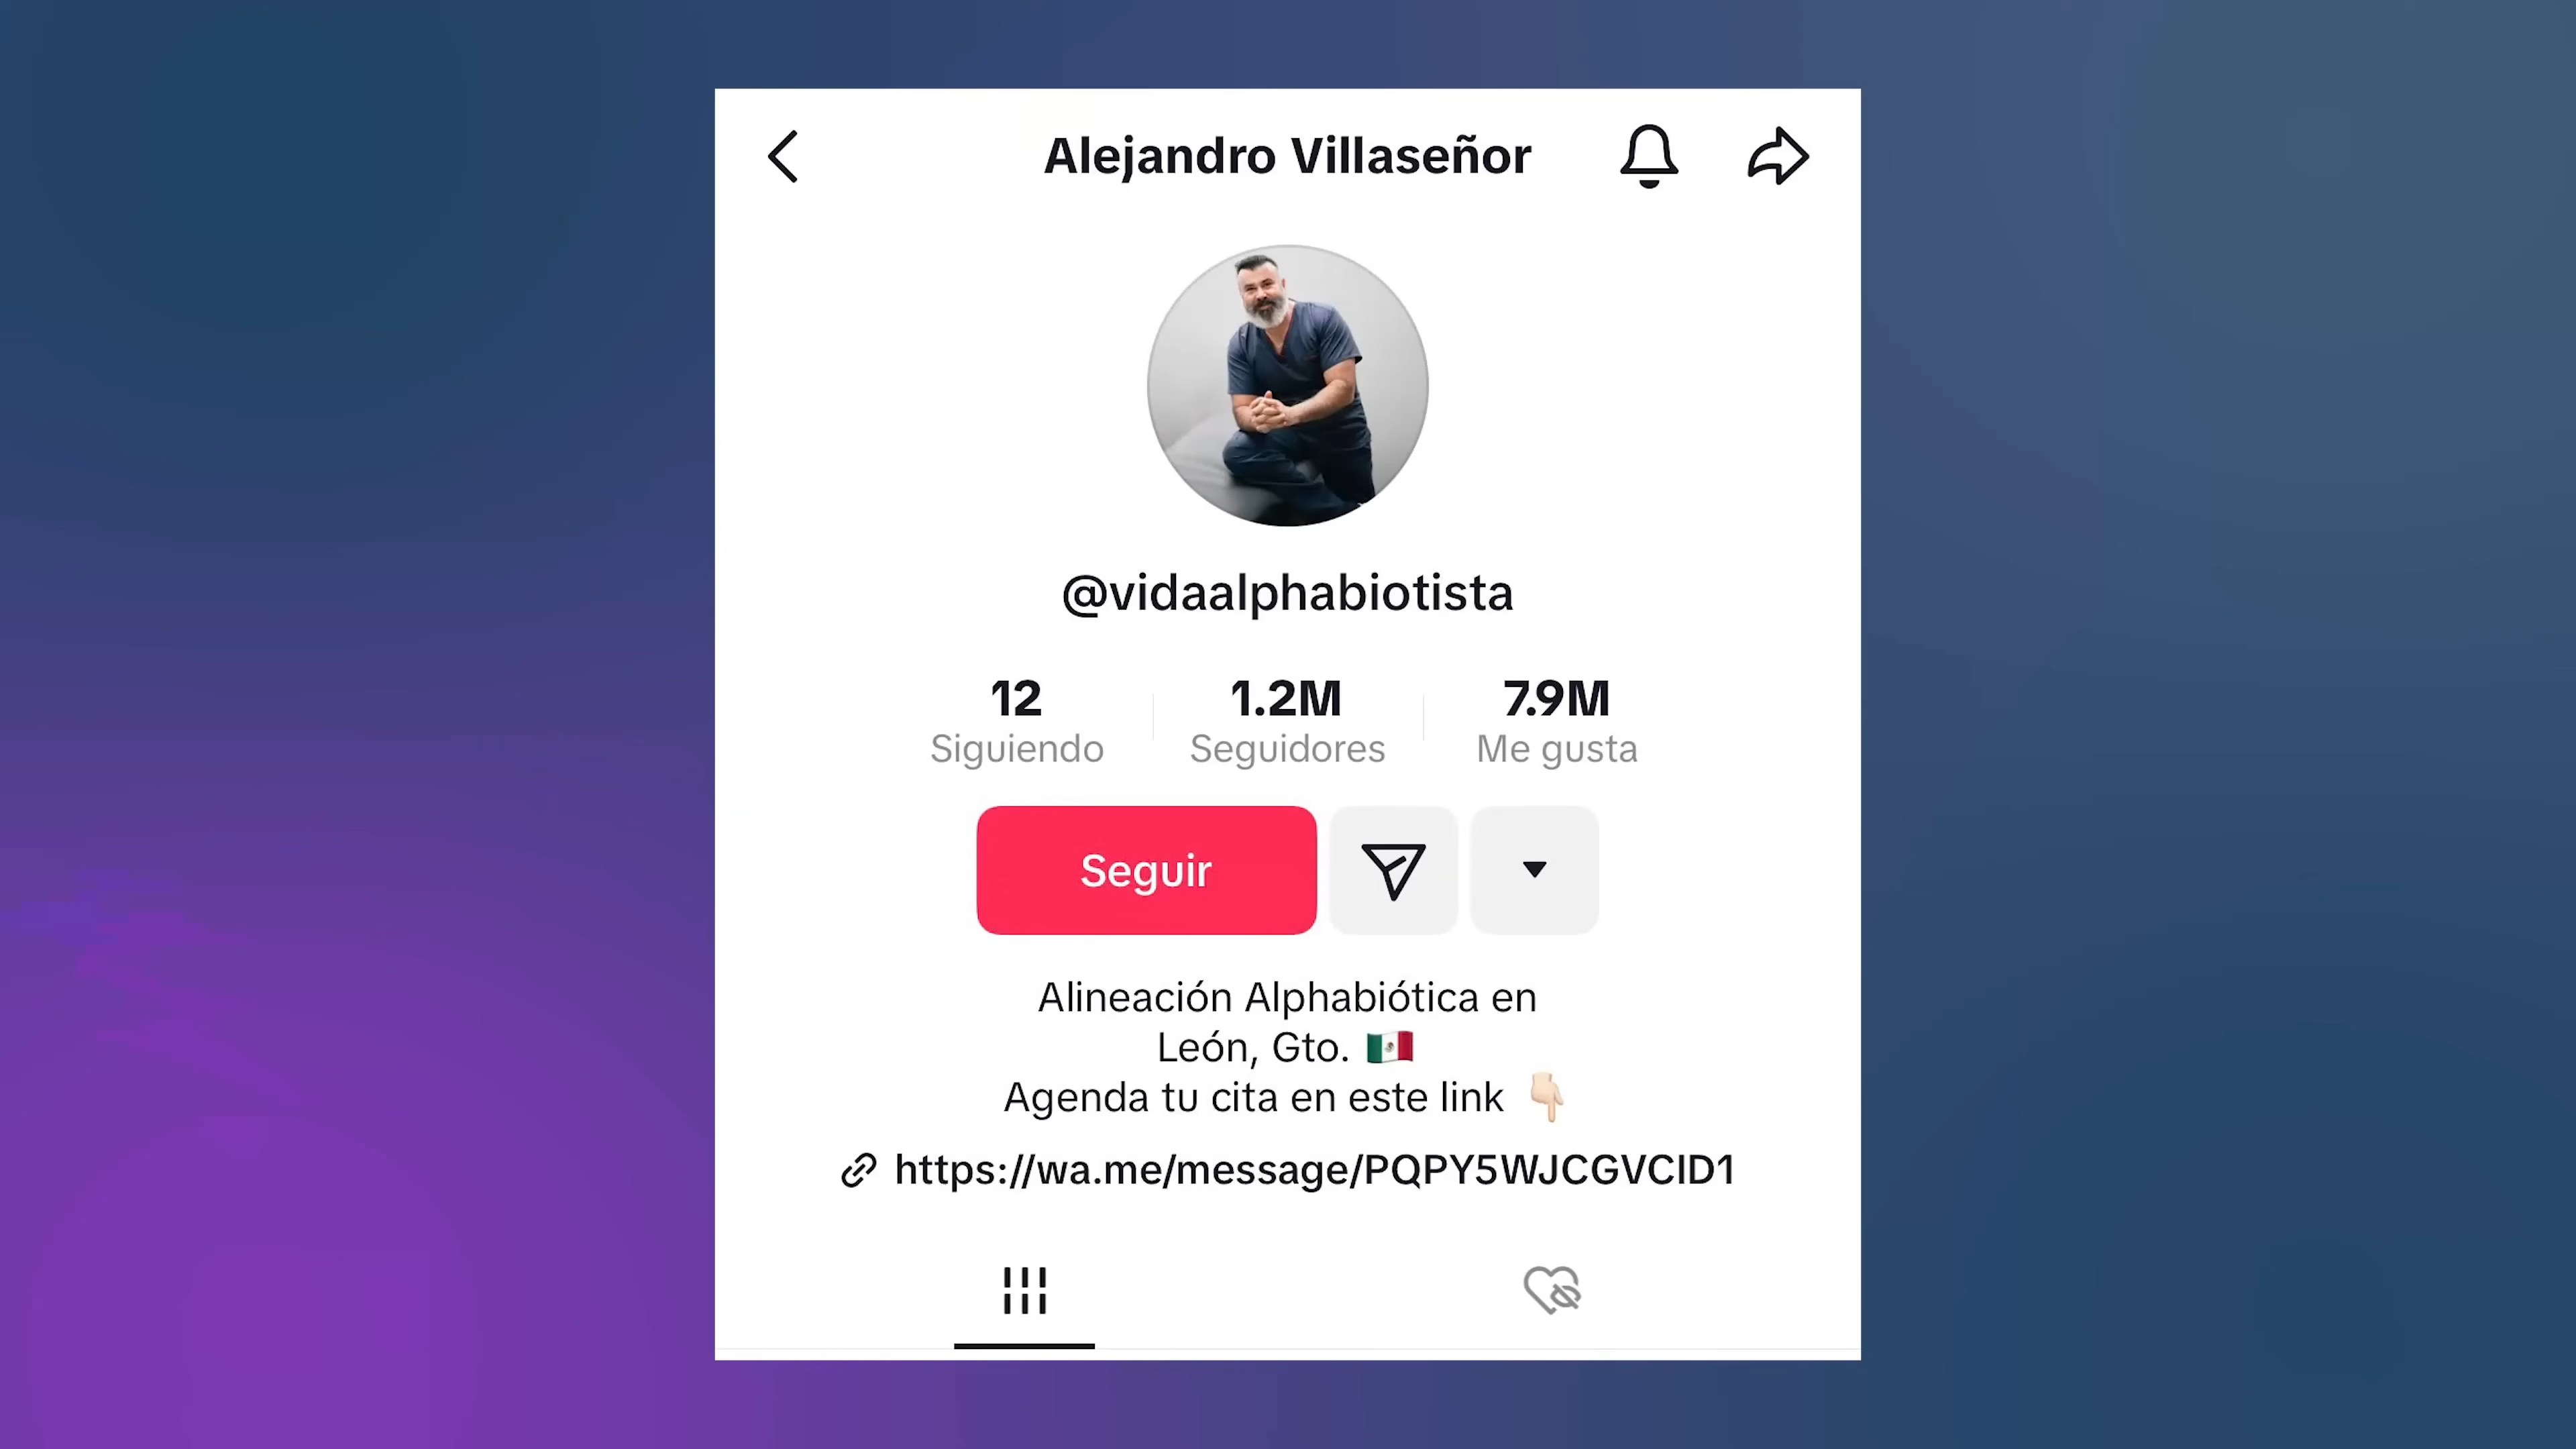 Alejandro Villaseñor
@vidaalphabiotista
12 1.2M 7.9M
Siguiendo Seguidores Me gusta
Seguir
Alineación Alphabiótica en
León, Gto. 🇲🇽
Agenda tu cita en este link 👇🏻
https://wa.me/message/PQPY5WJCGVCID1